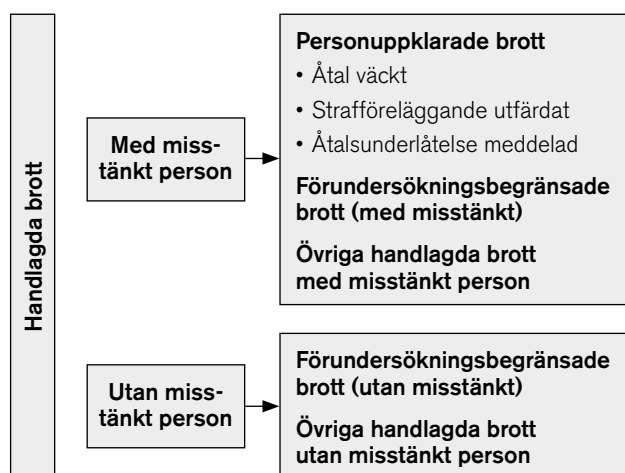 Handlagda brott
Med miss-
tänkt person
Personuppklarade brott
• Åtal väckt
• Strafföreläggande utfärdat
• Åtalsunderlåtelse meddelad
Förundersökningsbegränsade
brott (med misstänkt)
Övriga handlagda brott
med misstänkt person
Utan miss-
tänkt person
Förundersökningsbegränsade
brott (utan misstänkt)
Övriga handlagda brott
utan misstänkt person